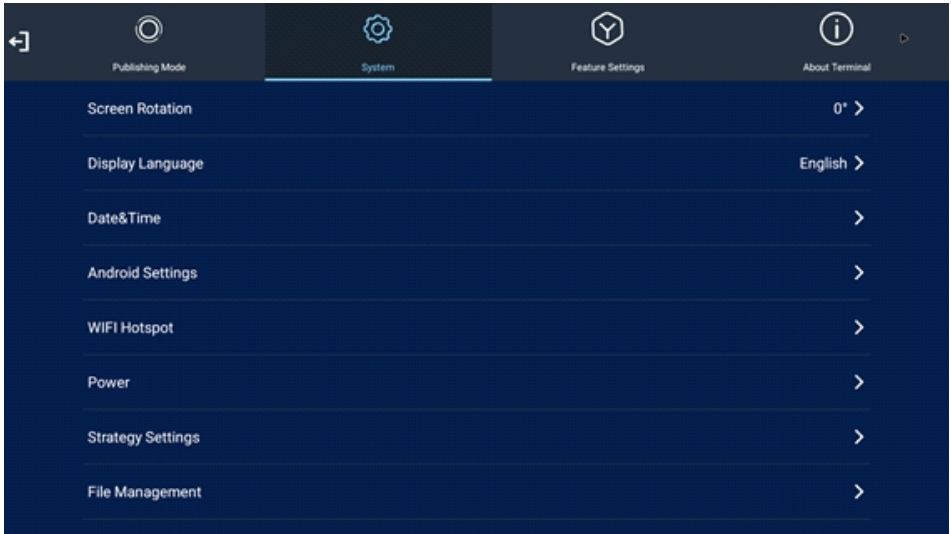 Publishing Mode
System
Feature Settings
About Terminal
Screen Rotation 0°
Display Language English
Date&Time
Android Settings
WIFI Hotspot
Power
Strategy Settings
File Management